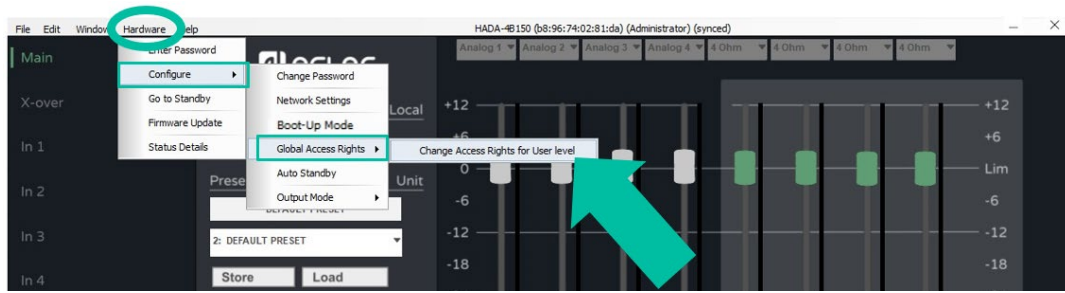 HADA-4B150 (b8:96:74:02:81:da) (Administrator) (synced)
File Edit Window Hardware Help
Analog 1 Analog 2 Analog 3 Analog 4 4 Ohm 4 Ohm 4 Ohm 4 Ohm
Main
X-over
In 1
In 2
In 3
In 4
Enter Password
Configure
Go to Standby
Firmware Update
Status Details
Change Password
Network Settings
Boot-Up Mode
Global Access Rights
Auto Standby
Output Mode
Change Access Rights for User level
Local
Prese
Unit
DEFAULT PRESET
2: DEFAULT PRESET
Store Load
+12 +12
+6 +6
0 Lim
-6 -6
-12 -12
-18 -18